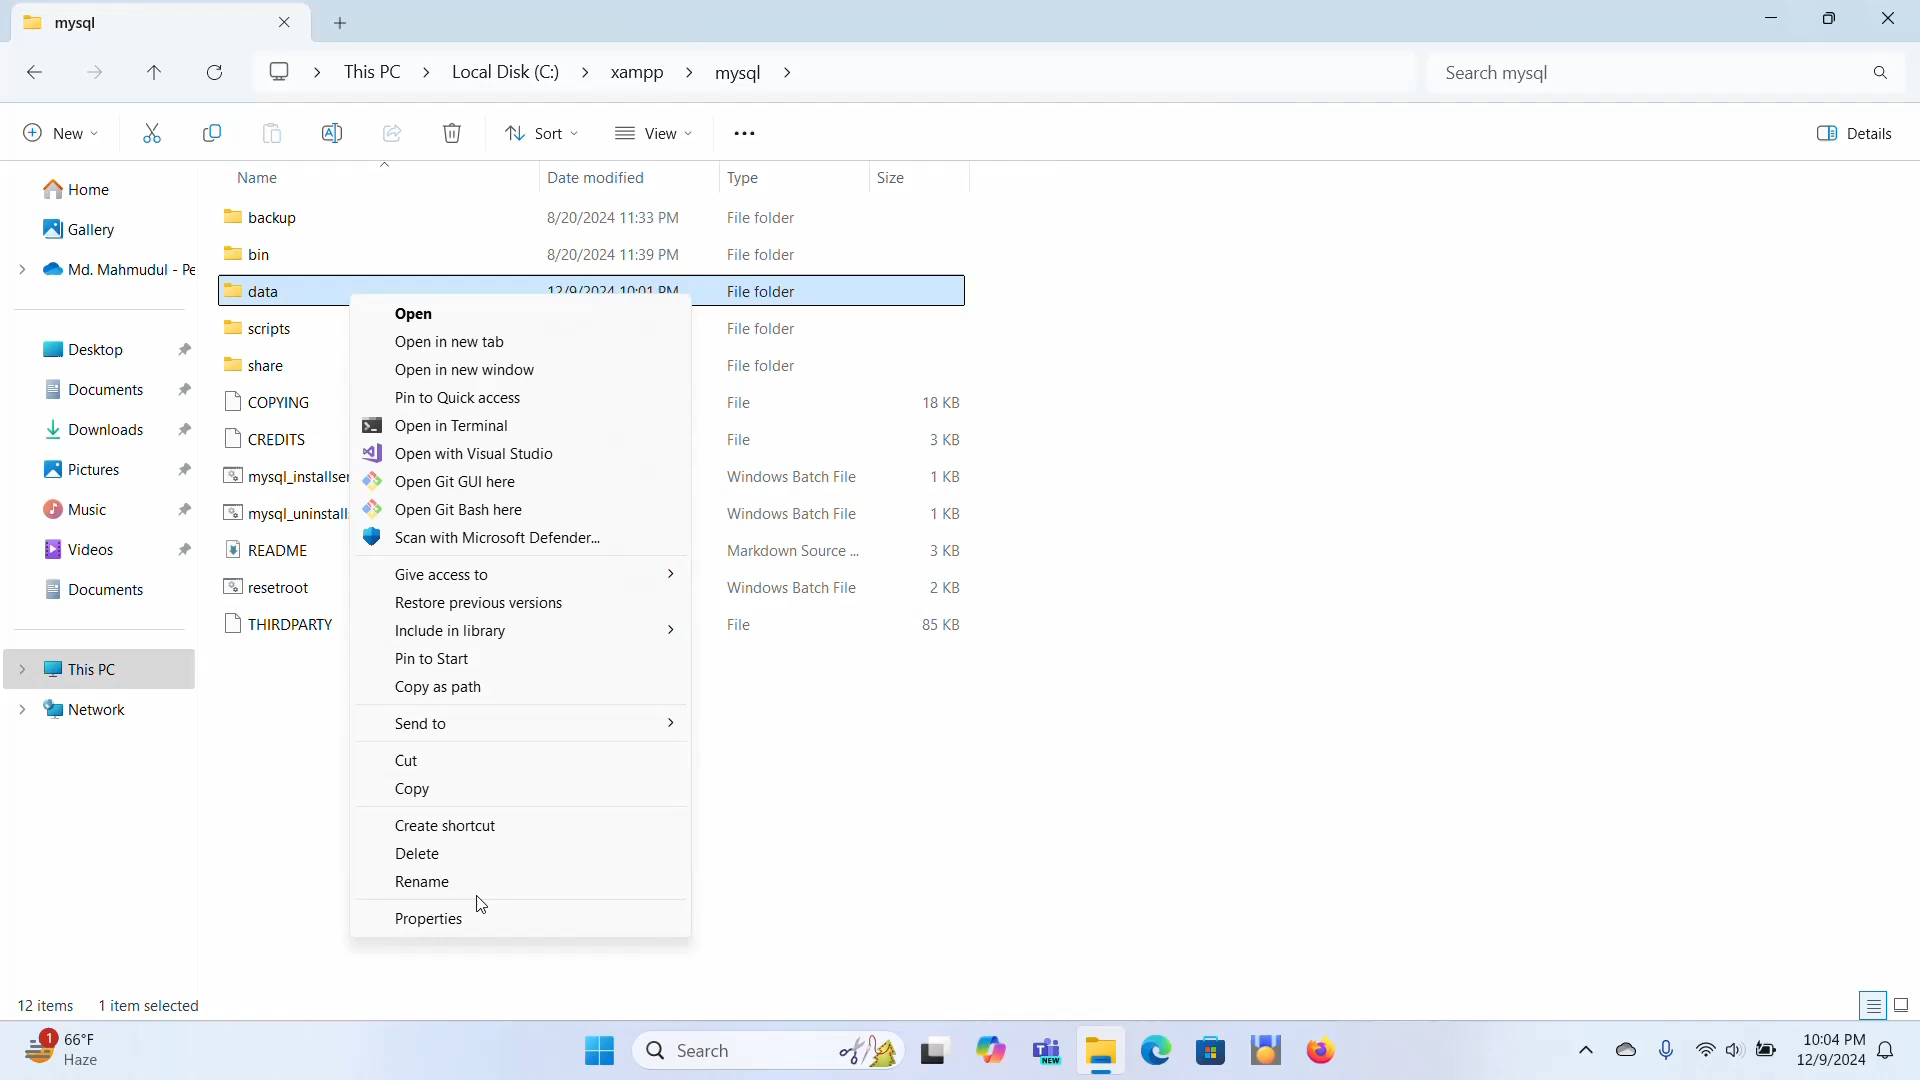 mysql
This PC > Local Disk (C:) > xampp > mysql >
Search mysql
New
Sort
View
Details
Name Date modified Type Size
Home
Gallery
Md. Mahmudul - Pe
Desktop
Documents
Downloads
Pictures
Music
Videos
Documents
This PC
Network
backup 8/20/2024 11:33 PM File folder
bin 8/20/2024 11:39 PM File folder
data 12/9/2024 10:01 PM File folder
scripts File folder
share File folder
COPYING File 18 KB
CREDITS File 3 KB
mysql_installser Windows Batch File 1 KB
mysql_uninstall Windows Batch File 1 KB
README Markdown Source ... 3 KB
resetroot Windows Batch File 2 KB
THIRDPARTY File 85 KB
Open
Open in new tab
Open in new window
Pin to Quick access
Open in Terminal
Open with Visual Studio
Open Git GUI here
Open Git Bash here
Scan with Microsoft Defender...
Give access to
Restore previous versions
Include in library
Pin to Start
Copy as path
Send to
Cut
Copy
Create shortcut
Delete
Rename
Properties
12 items 1 item selected
1
66°F
Haze
Search
NEW
10:04 PM
12/9/2024